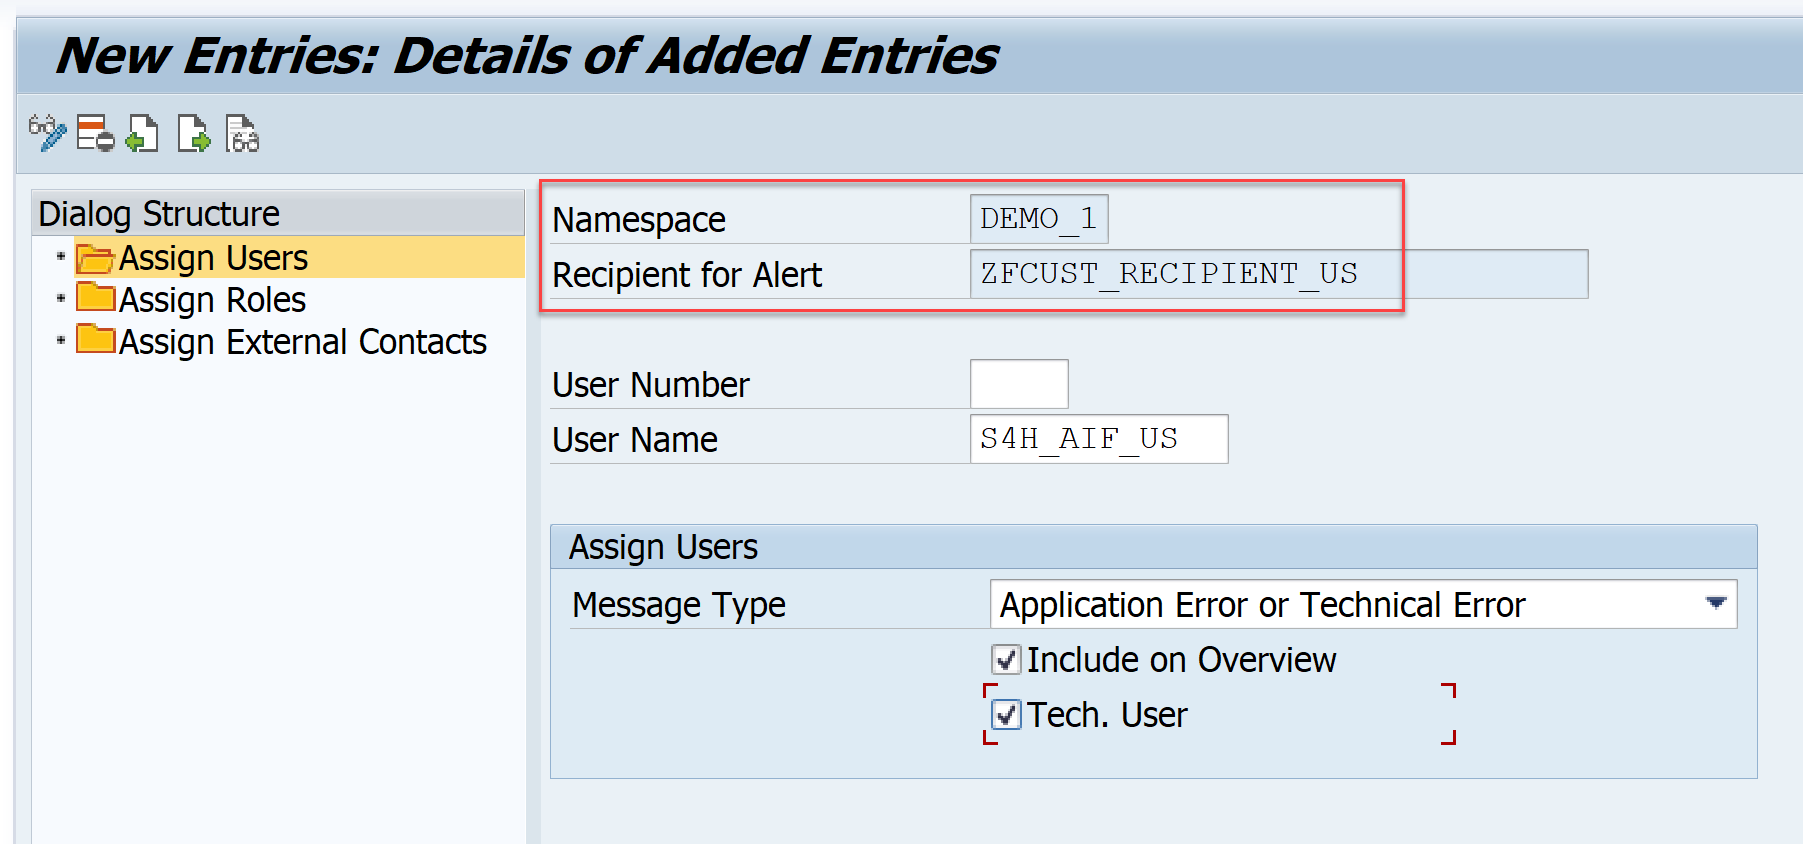 New Entries: Details of Added Entries
Dialog Structure
Assign Users
Assign Roles
Assign External Contacts
Namespace DEMO_1
Recipient for Alert ZFCUST_RECIPIENT_US
User Number
User Name S4H_AIF_US
Assign Users
Message Type Application Error or Technical Error
Include on Overview
Tech. User